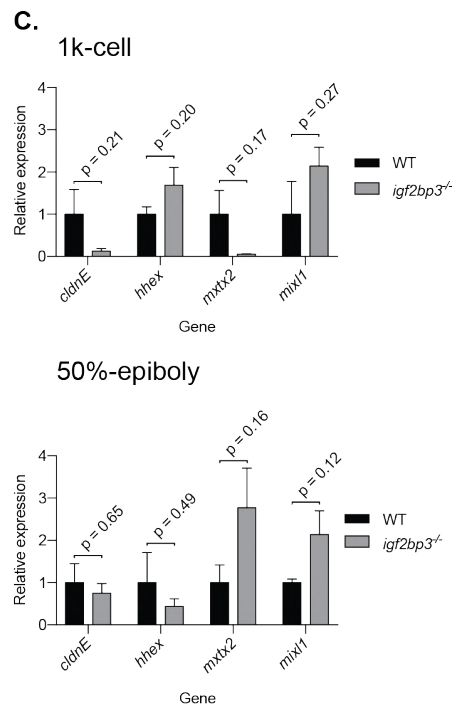 C.
1k-cell
Relative expression
4
3
2
1
0
p = 0.21
p = 0.20
p = 0.17
p = 0.27
cldnE
hhex
mxtx2
mixl1
Gene
WT
igf2bp3-/-
50%-epiboly
Relative expression
4
3
2
1
0
p = 0.65
p = 0.49
p = 0.16
p = 0.12
cldnE
hhex
mxtx2
mixl1
Gene
WT
igf2bp3-/-